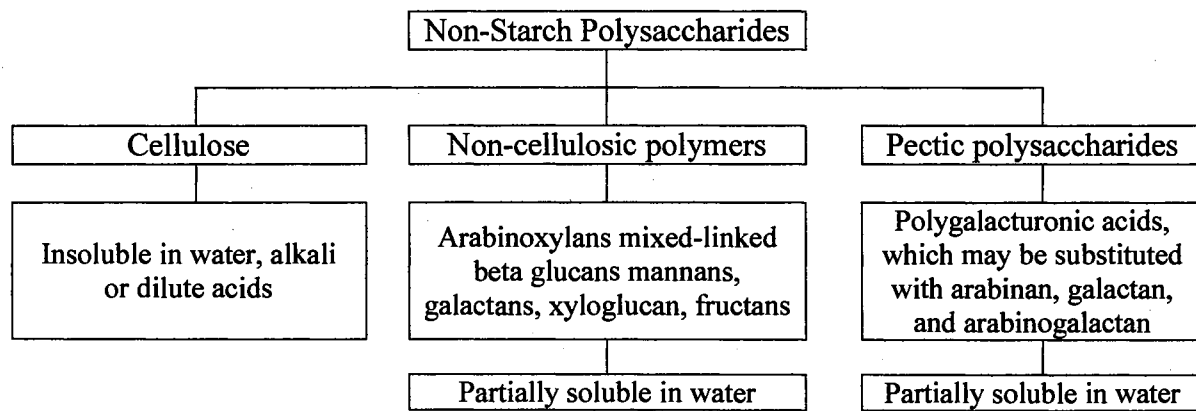 Non-Starch Polysaccharides
Cellulose
Non-cellulosic polymers
Pectic polysaccharides
Insoluble in water, alkali
or dilute acids
Arabinoxylans mixed-linked
beta glucans mannans,
galactans, xyloglucan, fructans
Polygalacturonic acids,
which may be substituted
with arabinan, galactan,
and arabinogalactan
Partially soluble in water
Partially soluble in water